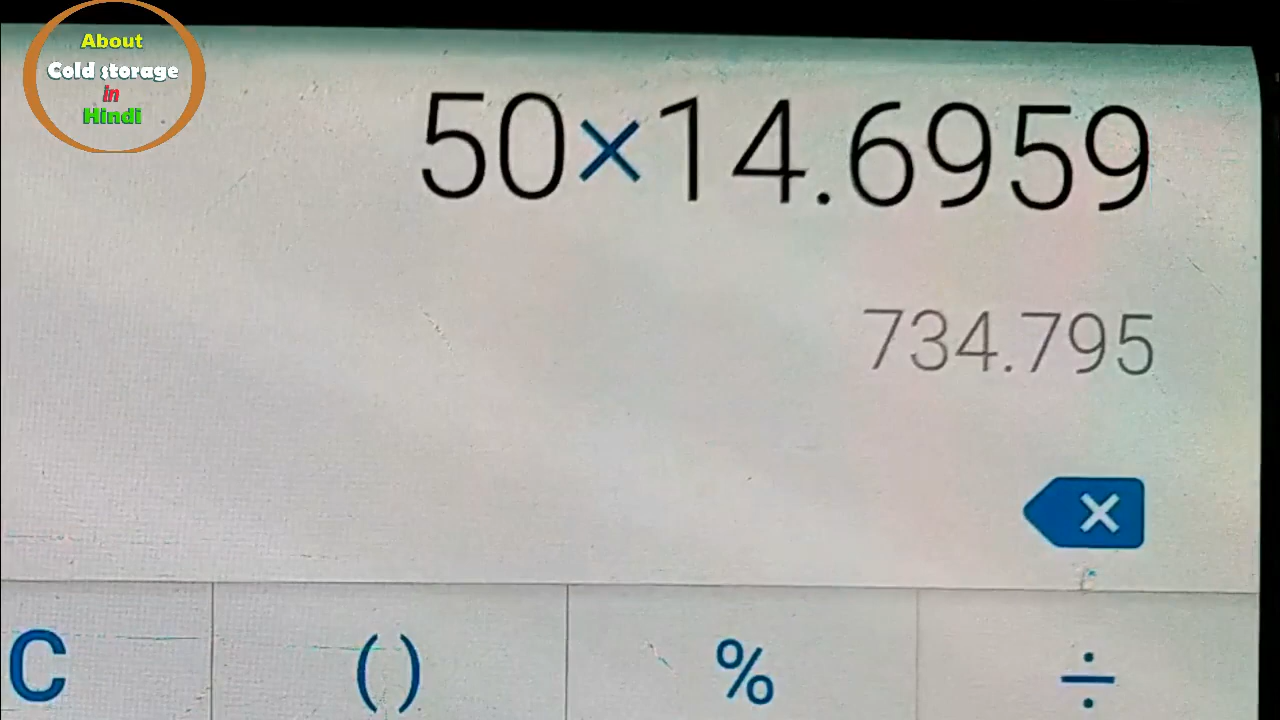 About
Cold storage
in
Hindi
50×14.6959
734.795
C
()
%
÷